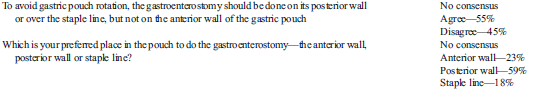 To avoid gastric pouch rotation, the gastroenterostomy should be done on its posterior wall
or over the staple line, but not on the anterior wall of the gastric pouch
No consensus
Agree—55%
Disagree—45%
Which is your preferred place in the pouch to do the gastroenterostomy—the anterior wall,
posterior wall or staple line?
No consensus
Anterior wall—23%
Posterior wall—59%
Staple line—18%